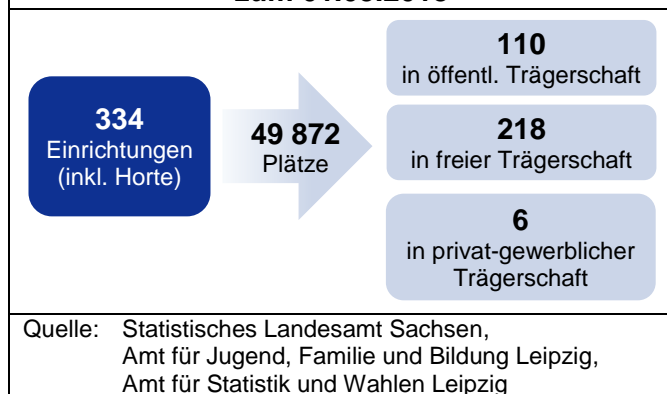 334
Einrichtungen
(inkl. Horte)
49 872
Plätze
110
in öffentl. Trägerschaft
218
in freier Trägerschaft
6
in privat-gewerblicher
Trägerschaft
Quelle: Statistisches Landesamt Sachsen,
Amt für Jugend, Familie und Bildung Leipzig,
Amt für Statistik und Wahlen Leipzig